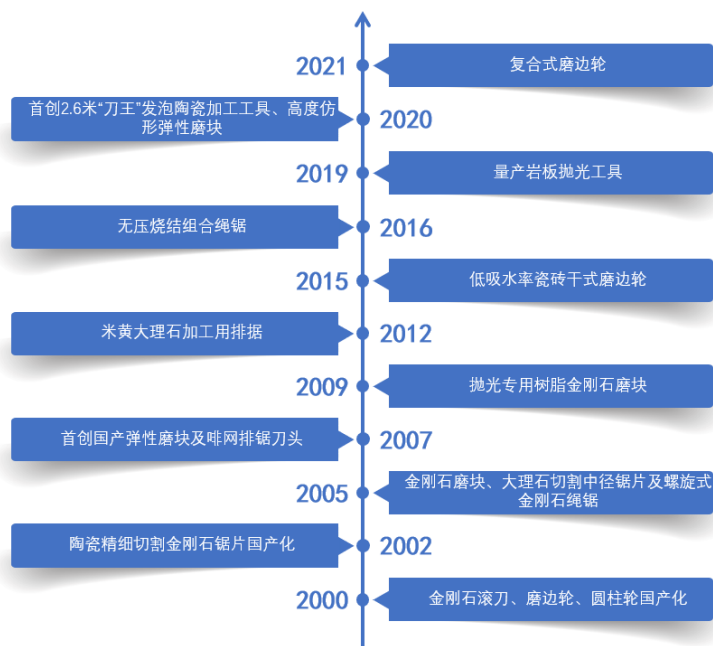 2021
复合式磨边轮
首创2.6米“刀王”发泡陶瓷加工工具、高度仿
形弹性磨块
2020
2019
量产岩板抛光工具
无压烧结组合绳锯
2016
2015
低吸水率瓷砖干式磨边轮
米黄大理石加工用排据
2012
2009
抛光专用树脂金刚石磨块
首创国产弹性磨块及啡网排锯刀头
2007
2005
金刚石磨块、大理石切割中径锯片及螺旋式
金刚石绳锯
陶瓷精细切割金刚石锯片国产化
2002
2000
金刚石滚刀、磨边轮、圆柱轮国产化